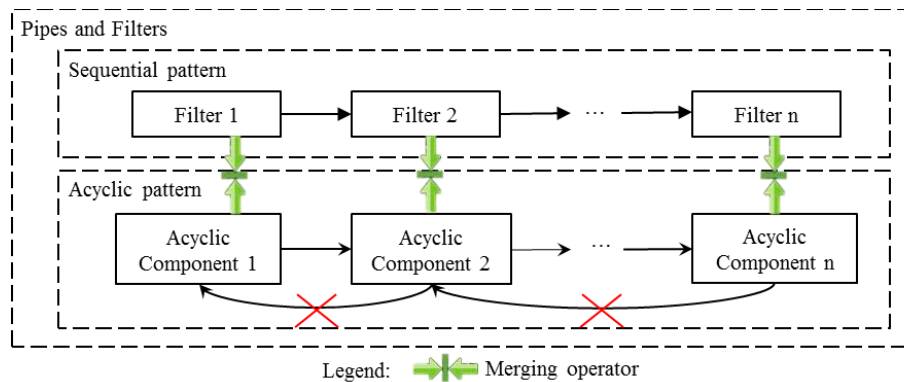 Pipes and Filters
Sequential pattern
Filter 1
Filter 2
...
Filter n
Acyclic pattern
Acyclic
Component 1
Acyclic
Component 2
...
Acyclic
Component n
Legend:
Merging operator